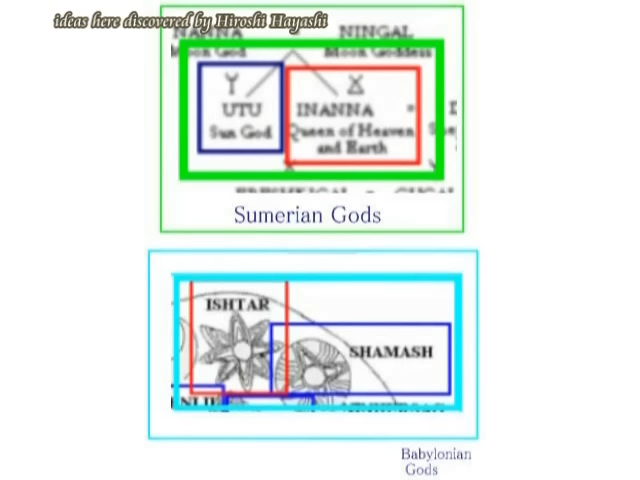 ideas here discovered by Hiroshi Hayashi
NANNA NINGAL
Moon God Moon Goddess
UTU INANNA =
Sun God Queen of Heaven
and Earth
Sumerian Gods
ISHTAR
SHAMASH
Babylonian
Gods